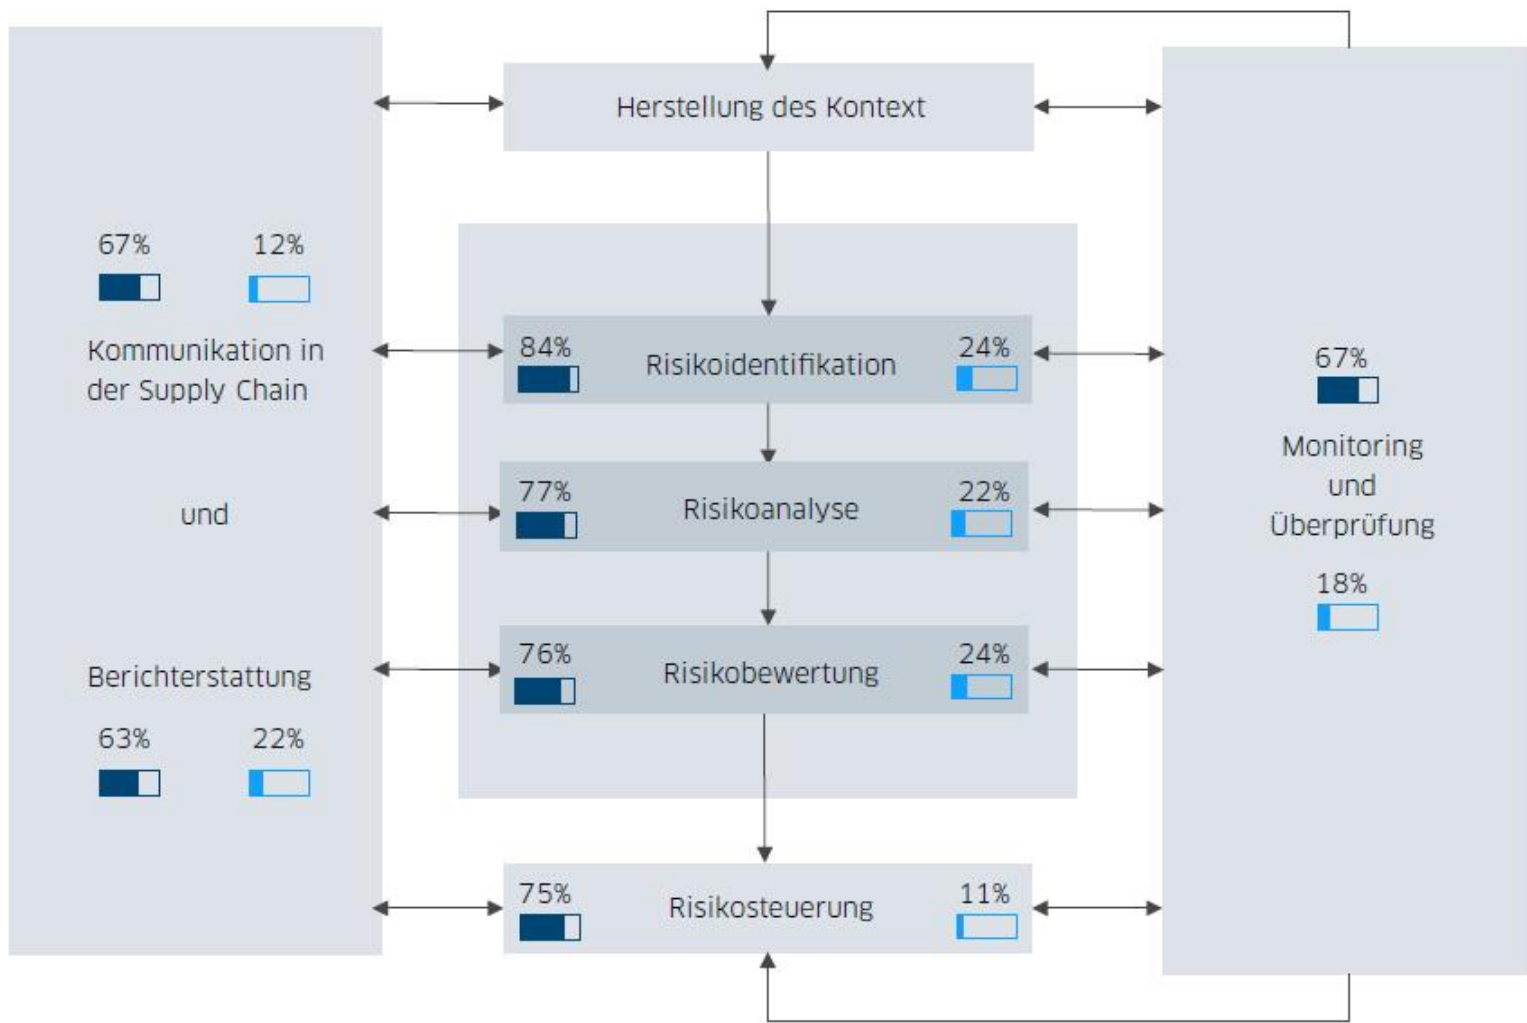 Herstellung des Kontext
67% 12%
Kommunikation in
der Supply Chain
und
Berichterstattung
63% 22%
84% Risikoidentifikation 24%
77% Risikoanalyse 22%
76% Risikobewertung 24%
75% Risikosteuerung 11%
67%
Monitoring
und
Überprüfung
18%